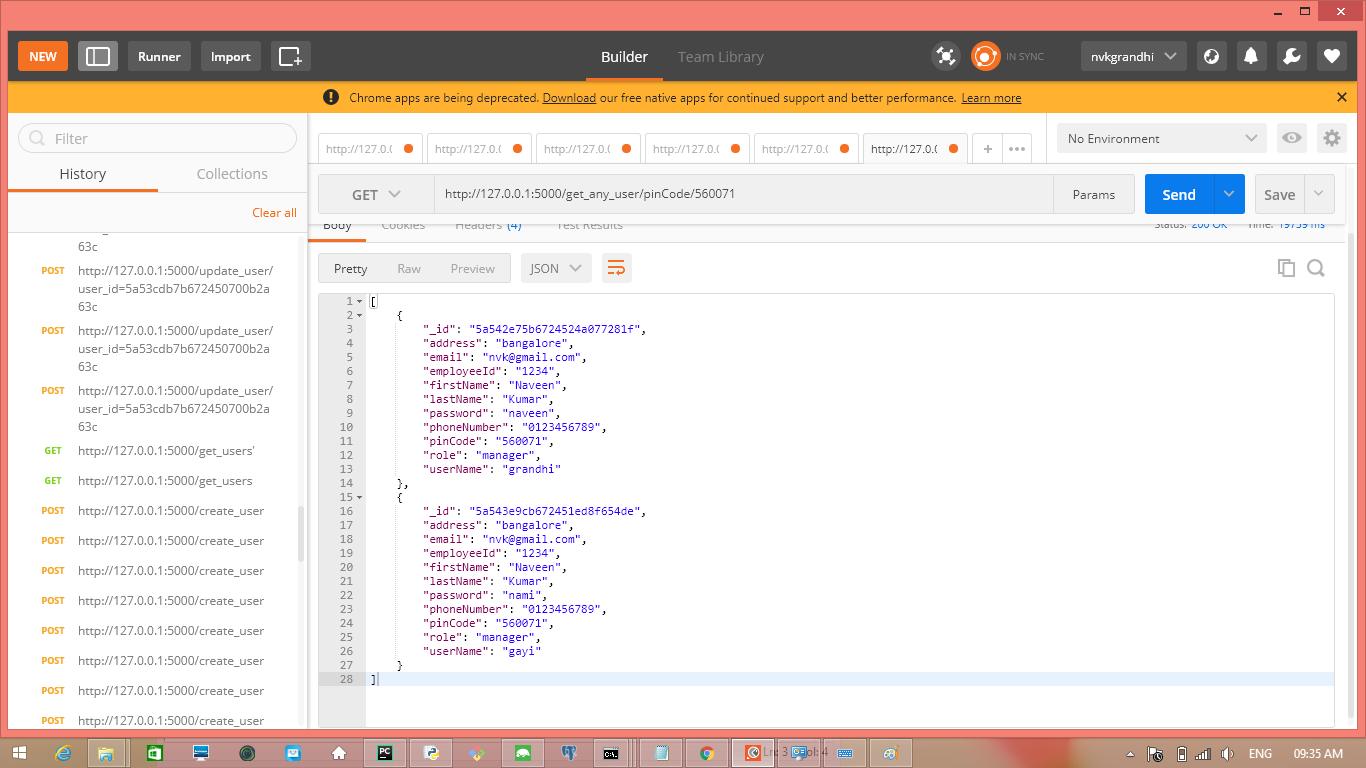 NEW
Runner
Import
Builder
Team Library
IN SYNC
nvkgrandhi
Chrome apps are being deprecated. Download our free native apps for continued support and better performance. Learn more
Filter
History
Collections
Clear all
63c
POST http://127.0.0.1:5000/update_user/
user_id=5a53cdb7b672450700b2a
63c
POST http://127.0.0.1:5000/update_user/
user_id=5a53cdb7b672450700b2a
63c
POST http://127.0.0.1:5000/update_user/
user_id=5a53cdb7b672450700b2a
63c
GET http://127.0.0.1:5000/get_users'
GET http://127.0.0.1:5000/get_users
POST http://127.0.0.1:5000/create_user
POST http://127.0.0.1:5000/create_user
POST http://127.0.0.1:5000/create_user
POST http://127.0.0.1:5000/create_user
POST http://127.0.0.1:5000/create_user
POST http://127.0.0.1:5000/create_user
POST http://127.0.0.1:5000/create_user
POST http://127.0.0.1:5000/create_user
http://127.0.
http://127.0.
http://127.0.
http://127.0.
http://127.0.
http://127.0.
No Environment
GET
http://127.0.0.1:5000/get_any_user/pinCode/560071
Params
Send
Save
Body
Cookies
Headers (4)
Test Results
Status: 200 OK
Time: 19759 ms
Pretty
Raw
Preview
JSON
1 [
2 {
3 "_id": "5a542e75b6724524a077281f",
4 "address": "bangalore",
5 "email": "nvk@gmail.com",
6 "employeeId": "1234",
7 "firstName": "Naveen",
8 "lastName": "Kumar",
9 "password": "naveen",
10 "phoneNumber": "0123456789",
11 "pinCode": "560071",
12 "role": "manager",
13 "userName": "grandhi"
14 },
15 {
16 "_id": "5a543e9cb672451ed8f654de",
17 "address": "bangalore",
18 "email": "nvk@gmail.com",
19 "employeeId": "1234",
20 "firstName": "Naveen",
21 "lastName": "Kumar",
22 "password": "nami",
23 "phoneNumber": "0123456789",
24 "pinCode": "560071",
25 "role": "manager",
26 "userName": "gayi"
27 }
28 ]
PC
ENG
09:35 AM